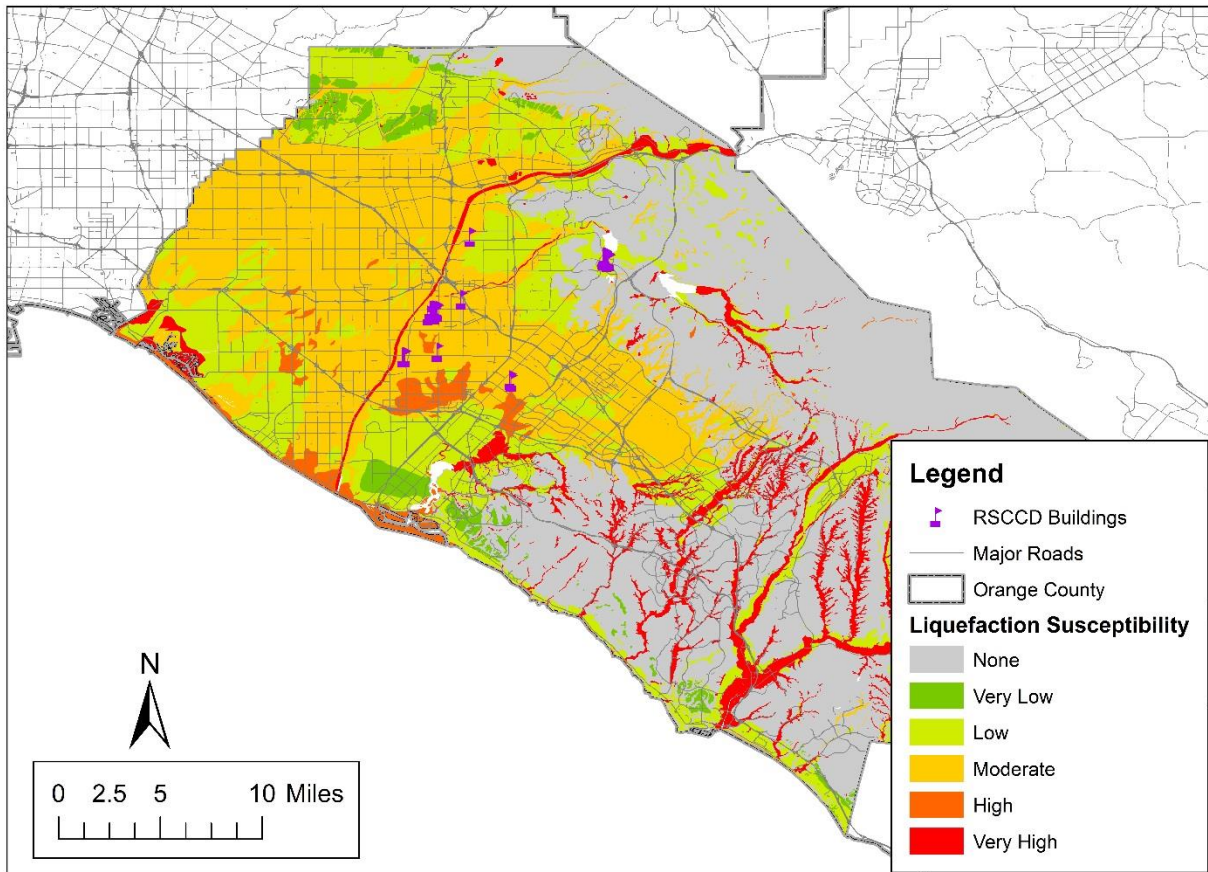 N
0 2.5 5 10 Miles
Legend
RSCCD Buildings
Major Roads
Orange County
Liquefaction Susceptibility
None
Very Low
Low
Moderate
High
Very High